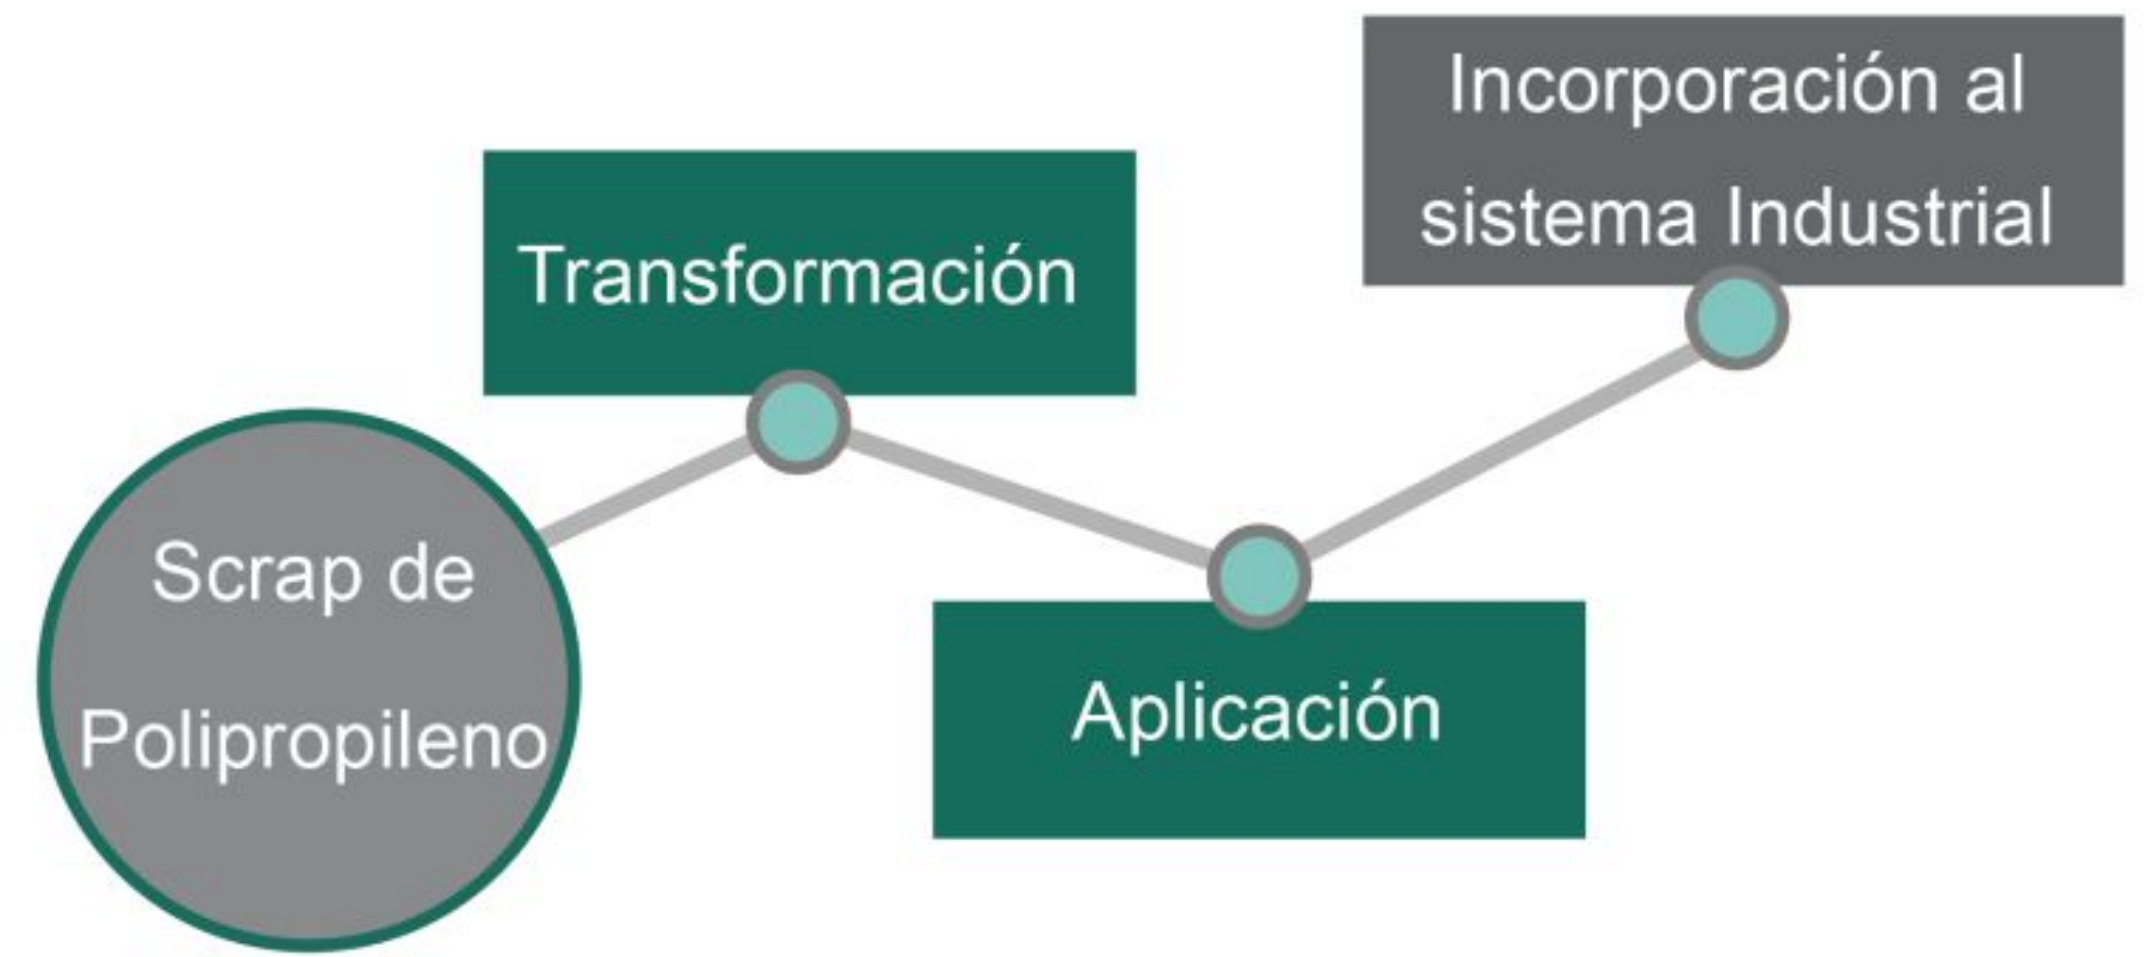 Scrap de
Polipropileno
Transformación
Aplicación
Incorporación al
sistema Industrial